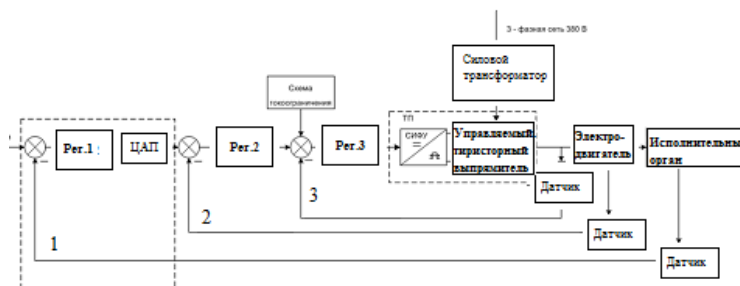 3 - фазная сеть 380 В
Силовой
трансформатор
Схема
токоограничения
ТП
СИФУ
Управляемый
тиристорный
выпрямитель
Электро-
двигатель
Исполнительны
орган
Рег.1 :
ЦАП
Рег.2
Рег.3
Датчик
3
2
Датчик
1
Датчик